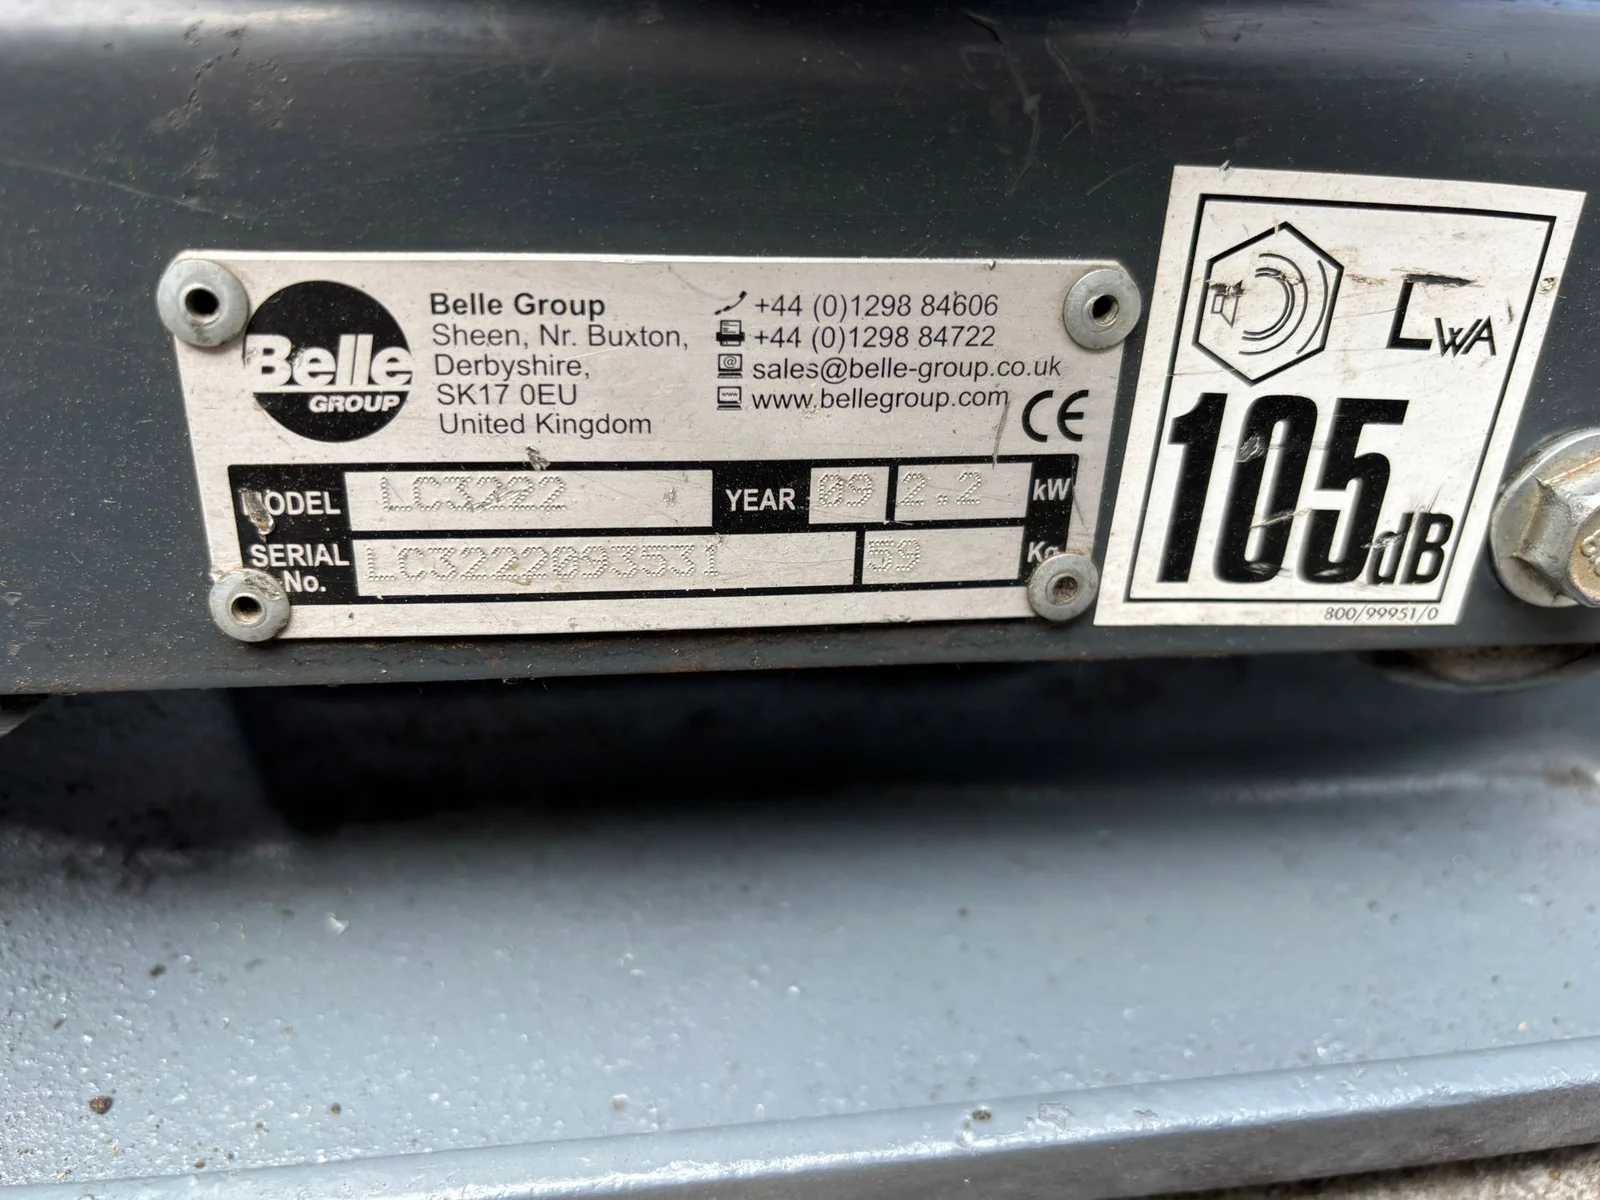 Belle
GROUP
Belle Group
Sheen, Nr. Buxton,
Derbyshire,
SK17 0EU
United Kingdom
+44 (0)1298 84606
+44 (0)1298 84722
sales@belle-group.co.uk
www.bellegroup.com
CE
MODEL LC3222 YEAR 09 2.2 kW
SERIAL No. LC3222093531 59 Kg
LWA
105dB
800/99951/0